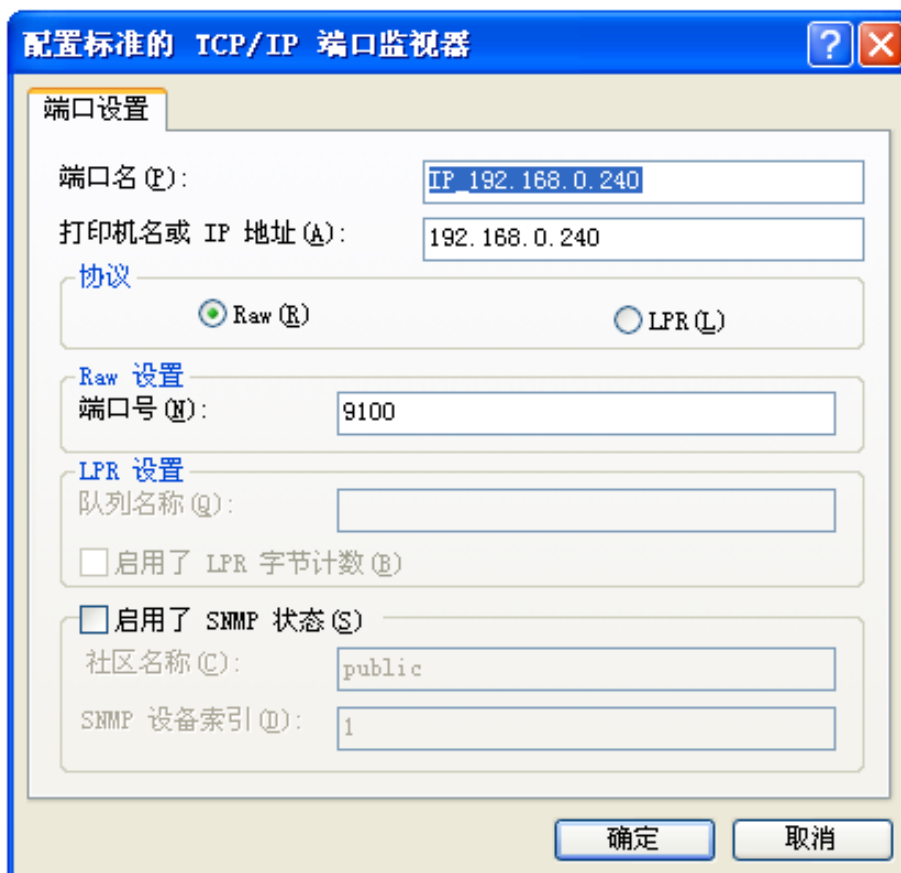 配置标准的 TCP/IP 端口监视器
端口设置
端口名(P): IP_192.168.0.240
打印机名或 IP 地址(A): 192.168.0.240
协议
Raw(R) LPR(L)
Raw 设置
端口号(N): 9100
LPR 设置
队列名称(Q):
启用了 LPR 字节计数(B)
启用了 SNMP 状态(S)
社区名称(C): public
SNMP 设备索引(D): 1
确定 取消